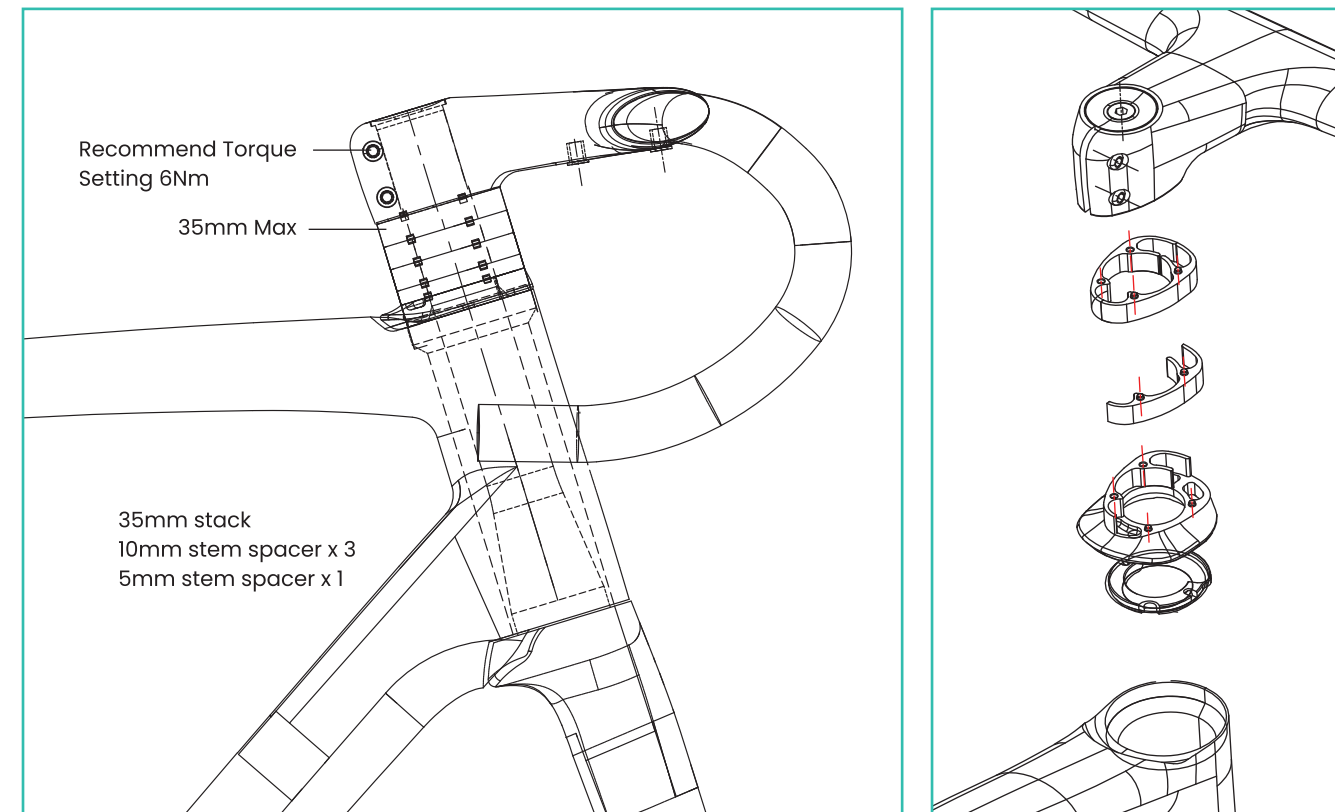 Recommend Torque
Setting 6Nm
35mm Max
35mm stack
10mm stem spacer x 3
5mm stem spacer x 1